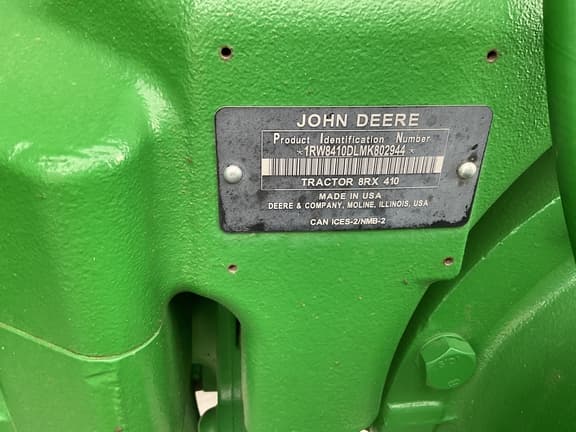 JOHN DEERE
Product Identification Number
*1RW8410DLMK802944*
TRACTOR 8RX 410
MADE IN USA
DEERE & COMPANY, MOLINE, ILLINOIS, USA
CAN ICES-2/NMB-2